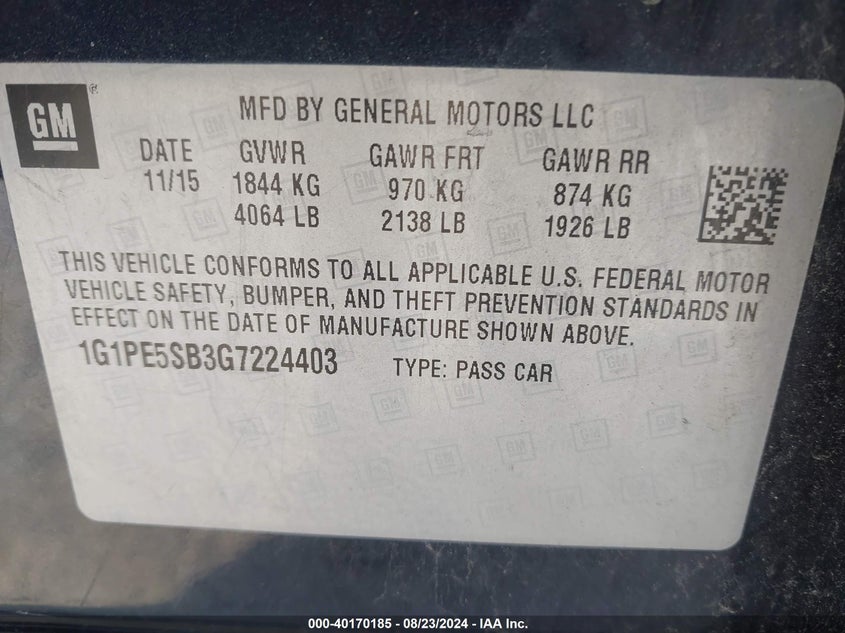 GM
MFD BY GENERAL MOTORS LLC
DATE GVWR GAWR FRT GAWR RR
11/15 1844 KG 970 KG 874 KG
4064 LB 2138 LB 1926 LB
THIS VEHICLE CONFORMS TO ALL APPLICABLE U.S. FEDERAL MOTOR
VEHICLE SAFETY, BUMPER, AND THEFT PREVENTION STANDARDS IN
EFFECT ON THE DATE OF MANUFACTURE SHOWN ABOVE.
1G1PE5SB3G7224403 TYPE: PASS CAR
000-40170185 - 08/23/2024 - IAA Inc.